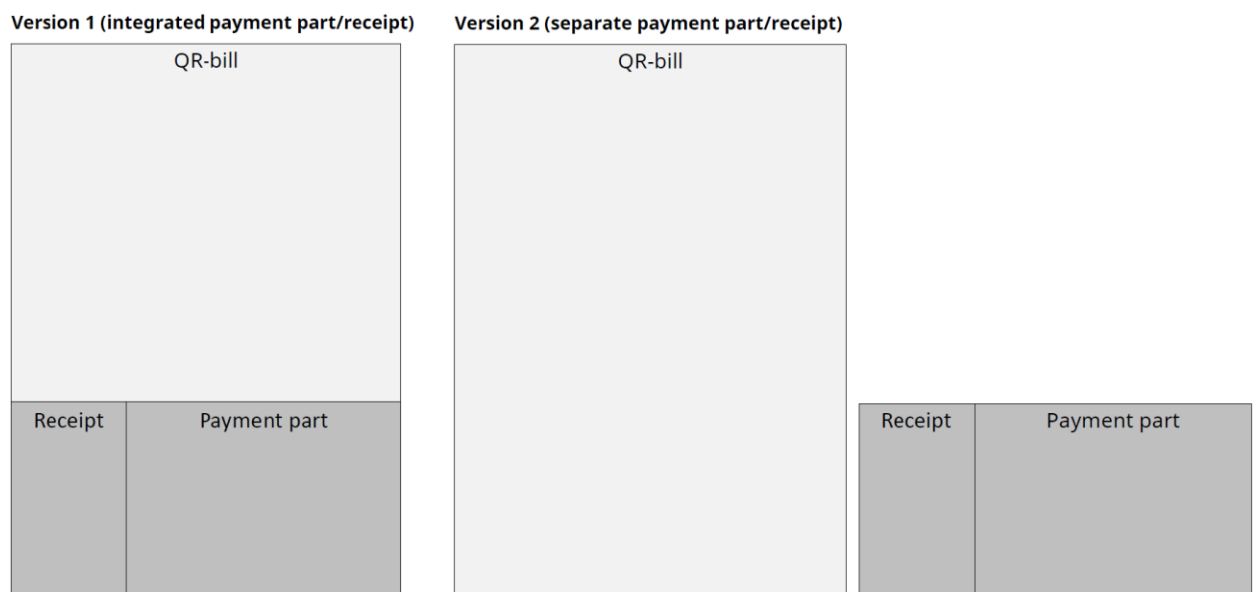 Version 1 (integrated payment part/receipt)
QR-bill
Receipt
Payment part
Version 2 (separate payment part/receipt)
QR-bill
Receipt
Payment part